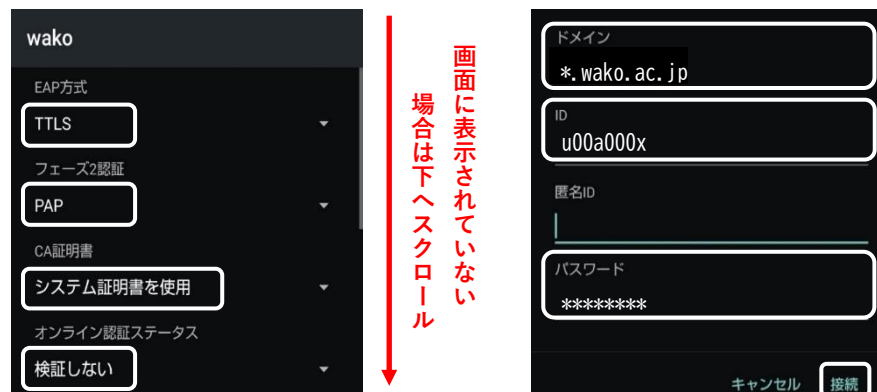 wako
EAP方式
TTLS
フェーズ2認証
PAP
CA証明書
システム証明書を使用
オンライン認証ステータス
検証しない
画面に表示されていない
場合は下へスクロール
ドメイン
*.wako.ac.jp
ID
u00a000x
匿名ID
パスワード
********
キャンセル 接続